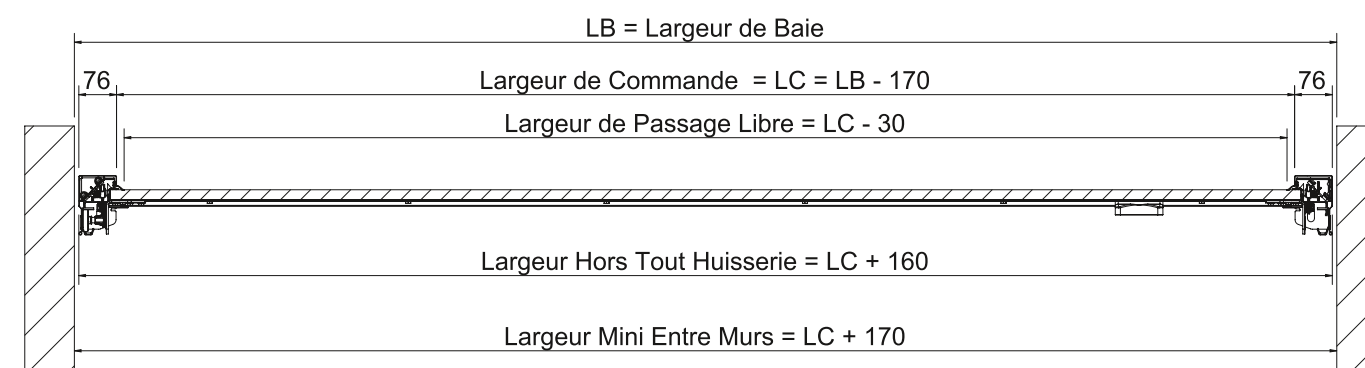 LB = Largeur de Baie
76 Largeur de Commande = LC = LB - 170 76
Largeur de Passage Libre = LC - 30
Largeur Hors Tout Huisserie = LC + 160
Largeur Mini Entre Murs = LC + 170